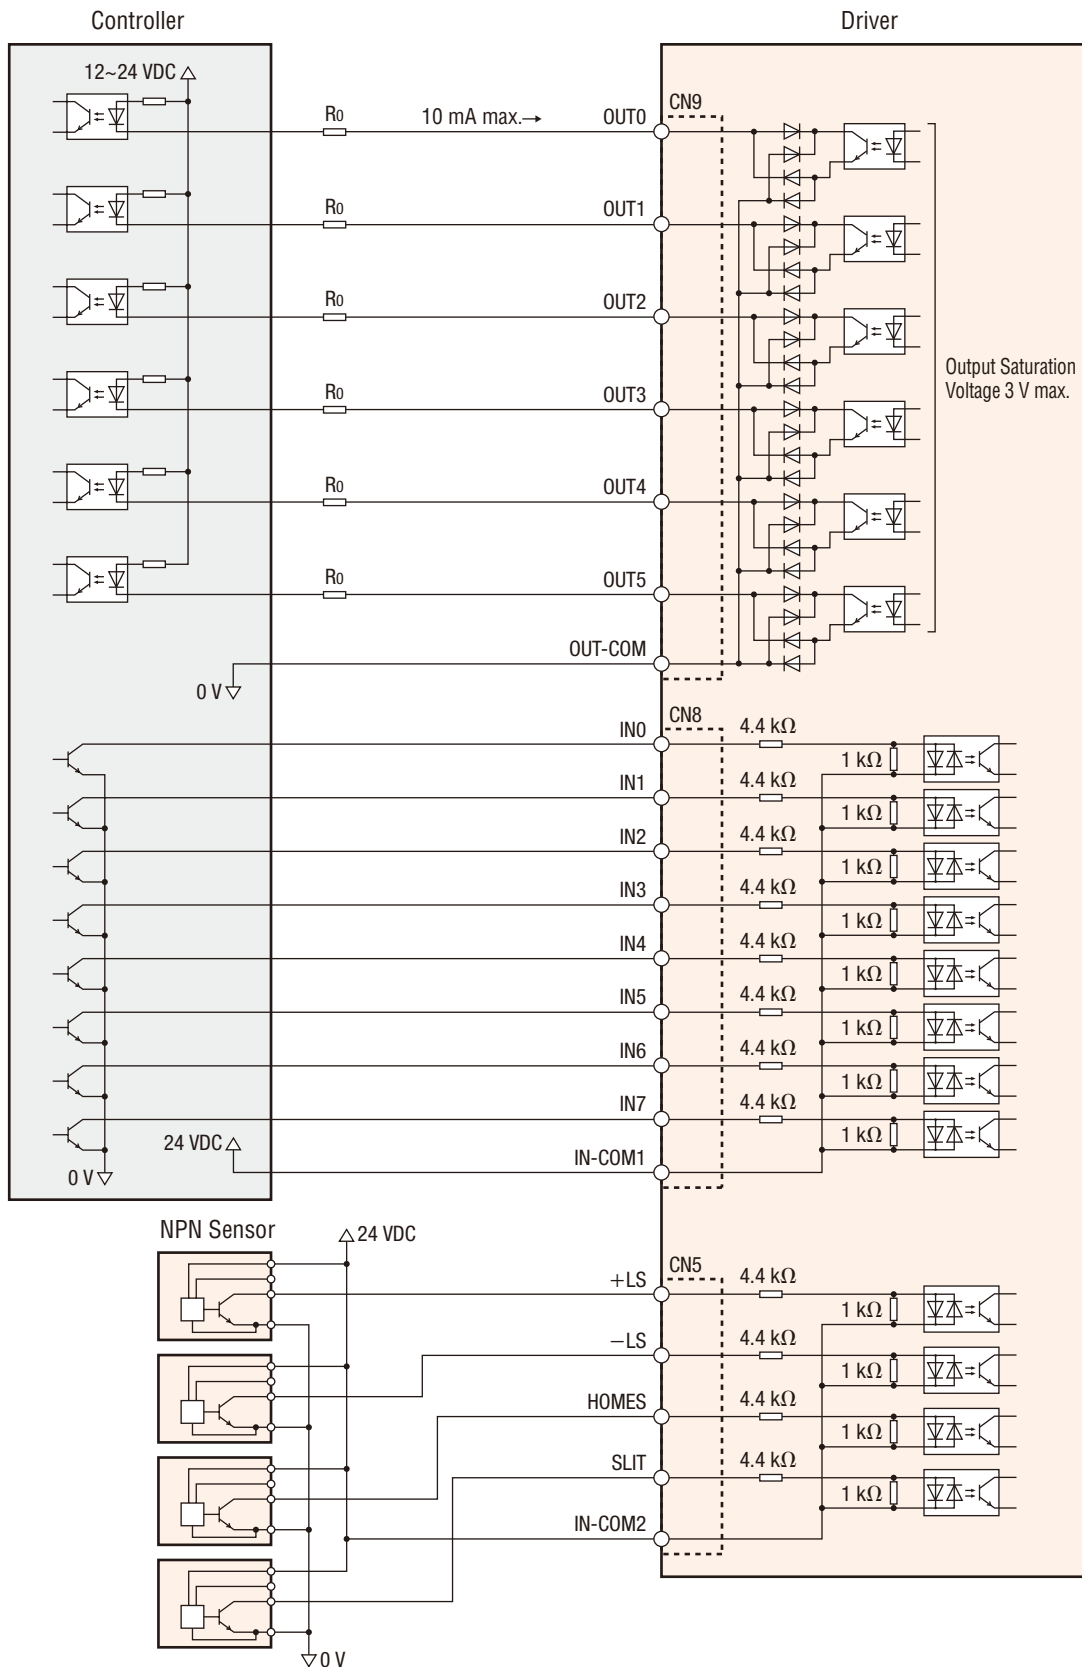 Controller
Driver
12~24 VDC
CN9
R0
10 mA max.→
OUT0
R0
OUT1
R0
OUT2
R0
OUT3
R0
OUT4
R0
OUT5
Output Saturation
Voltage 3 V max.
OUT-COM
0 V
CN8
IN0
4.4 kΩ
1 kΩ
IN1
4.4 kΩ
1 kΩ
IN2
4.4 kΩ
1 kΩ
IN3
4.4 kΩ
1 kΩ
IN4
4.4 kΩ
1 kΩ
IN5
4.4 kΩ
1 kΩ
IN6
4.4 kΩ
1 kΩ
IN7
4.4 kΩ
1 kΩ
24 VDC
IN-COM1
0 V
NPN Sensor
24 VDC
CN5
+LS
4.4 kΩ
1 kΩ
−LS
4.4 kΩ
1 kΩ
HOMES
4.4 kΩ
1 kΩ
SLIT
4.4 kΩ
1 kΩ
IN-COM2
0 V